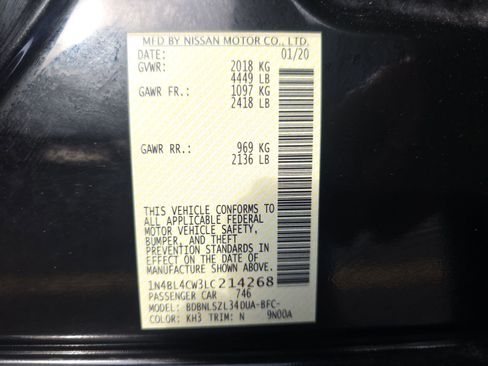 MFD BY NISSAN MOTOR CO., LTD.
DATE: 01/20
GVWR: 2018 KG
4449 LB
GAWR FR.: 1097 KG
2418 LB
GAWR RR.: 969 KG
2136 LB
THIS VEHICLE CONFORMS TO
ALL APPLICABLE FEDERAL
MOTOR VEHICLE SAFETY,
BUMPER, AND THEFT
PREVENTION STANDARDS IN
EFFECT ON THE DATE OF
MANUFACTURE SHOWN ABOVE.
1N4BL4CW3LC214268
PASSENGER CAR 746
MODEL: BDBNLSZL34DUA-BFC-
COLOR: KH3 TRIM: N 9N00A